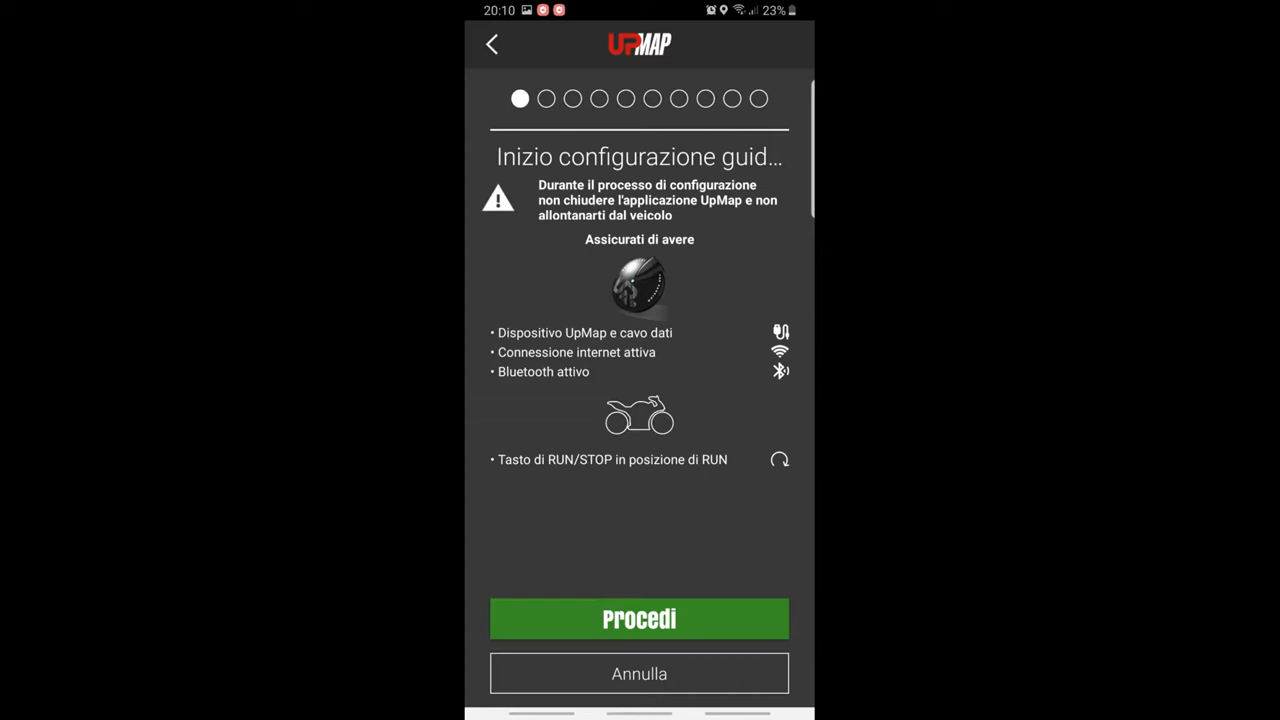 20:10
23%
UPMAP
Inizio configurazione guid...
Durante il processo di configurazione
non chiudere l'applicazione UpMap e non
allontanarti dal veicolo
Assicurati di avere
• Dispositivo UpMap e cavo dati
• Connessione internet attiva
• Bluetooth attivo
• Tasto di RUN/STOP in posizione di RUN
Procedi
Annulla